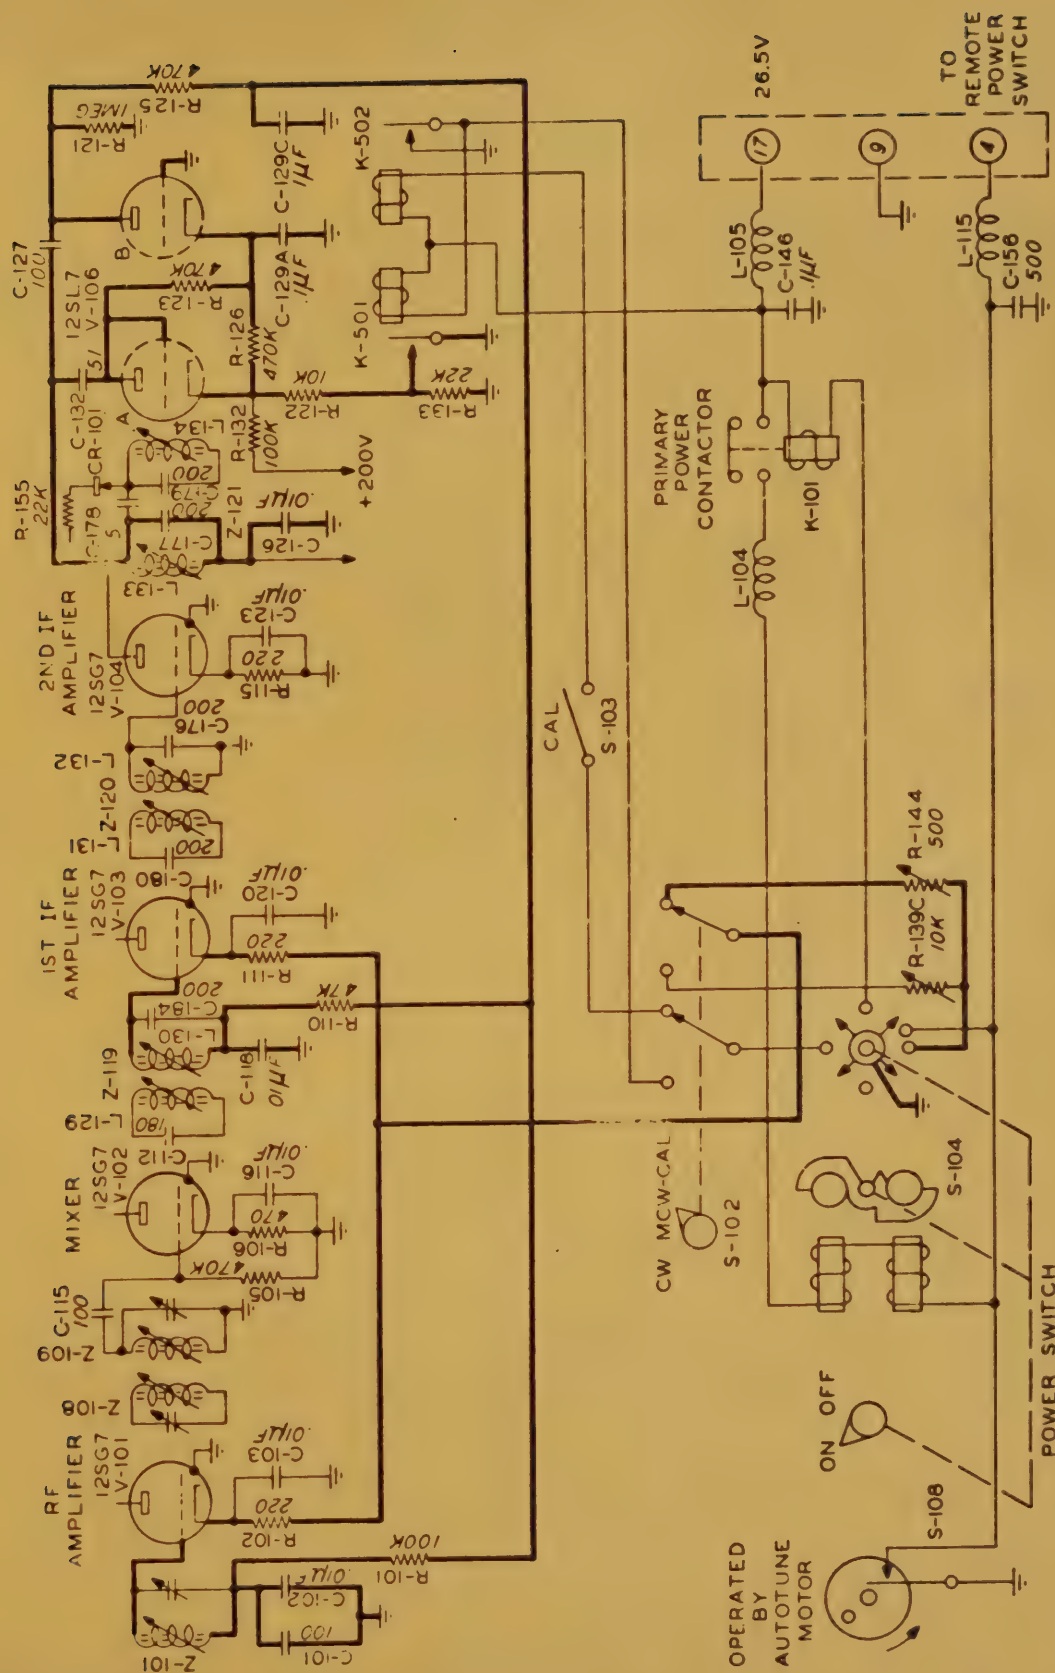 RF
AMPLIFIER
12SG7
V-101
Z-101
C-101
100
C-102
.01µF
R-101
100K
R-102
220
C-103
.01µF
Z-108
Z-109
C-115
100
MIXER
12SG7
V-102
R-105
470K
R-106
470
C-116
.01µF
C-112
180
L-129
Z-119
L-130
C-184
200
C-118
.01µF
R-110
47K
1ST IF
AMPLIFIER
12SG7
V-103
R-111
220
C-120
.01µF
C-180
200
L-131
Z-120
L-132
C-176
200
2ND IF
AMPLIFIER
12SG7
V-104
R-115
220
C-123
.01µF
L-133
C-177
200
C-178
5
R-155
22K
CR-101
C-179
200
L-134
Z-121
C-126
.01µF
+200V
C-132
51
12SL7
V-106
A
B
R-132
100K
R-126
470K
R-123
470K
R-122
10K
R-133
22K
C-127
100
R-121
1MEG
R-125
470K
C-129A
.1µF
C-129C
.1µF
K-501
K-502
CAL
S-103
CW MCW-CAL
S-102
R-139C
10K
R-144
500
PRIMARY
POWER
CONTACTOR
K-101
L-104
L-105
C-146
.1µF
17
26.5V
9
4
L-115
C-156
500
TO
REMOTE
POWER
SWITCH
OPERATED
BY
AUTOTUNE
MOTOR
S-108
ON OFF
S-104
POWER SWITCH